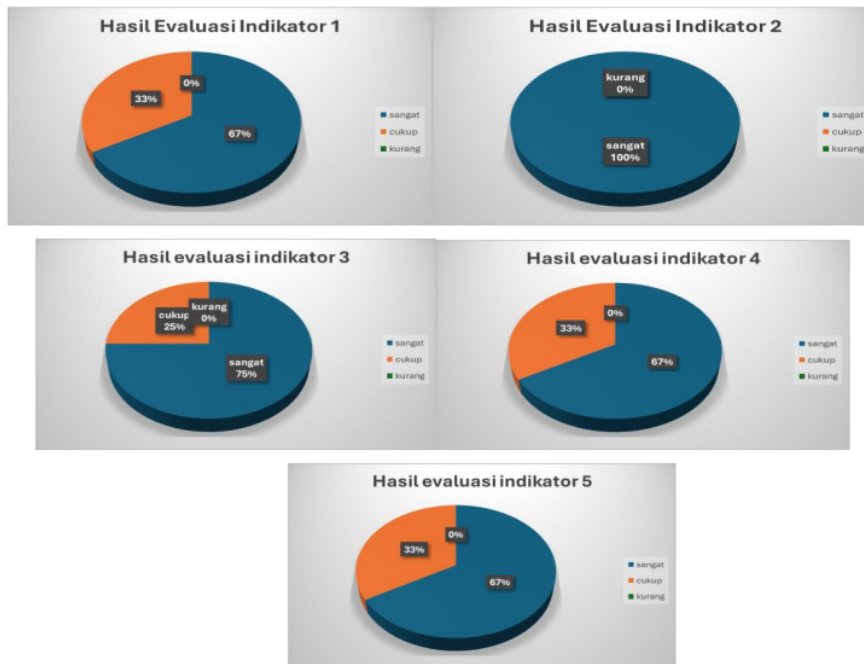 Hasil Evaluasi Indikator 1
0%
33%
67%
sangat
cukup
kurang
Hasil Evaluasi Indikator 2
kurang
0%
sangat
100%
sangat
cukup
kurang
Hasil evaluasi indikator 3
kurang
0%
cukup
25%
sangat
75%
sangat
cukup
kurang
Hasil evaluasi indikator 4
0%
33%
67%
sangat
cukup
kurang
Hasil evaluasi indikator 5
0%
33%
67%
sangat
cukup
kurang